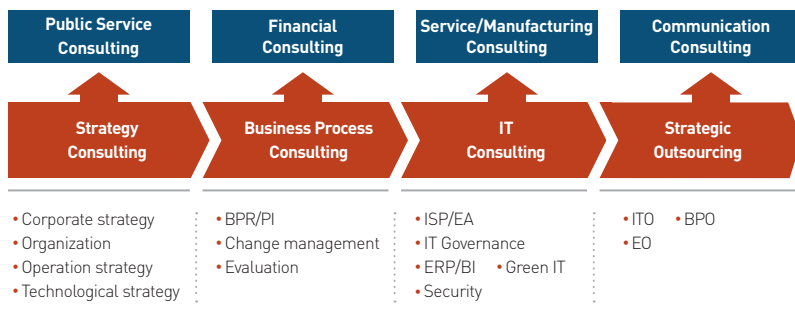 Public Service
Consulting
Financial
Consulting
Service/Manufacturing
Consulting
Communication
Consulting
Strategy
Consulting
Business Process
Consulting
IT
Consulting
Strategic
Outsourcing
• Corporate strategy
• Organization
• Operation strategy
• Technological strategy
• BPR/PI
• Change management
• Evaluation
• ISP/EA
• IT Governance
• ERP/BI • Green IT
• Security
• ITO • BPO
• EO